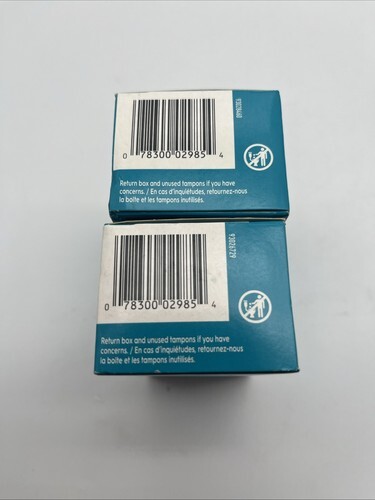 0 78300 02985 4
Return box and unused tampons if you have
concerns. / En cas d'inquiétudes, retournez-nous
la boîte et les tampons inutilisés.
0 78300 02985 4
93026729
Return box and unused tampons if you have
concerns. / En cas d'inquiétudes, retournez-nous
la boîte et les tampons inutilisés.